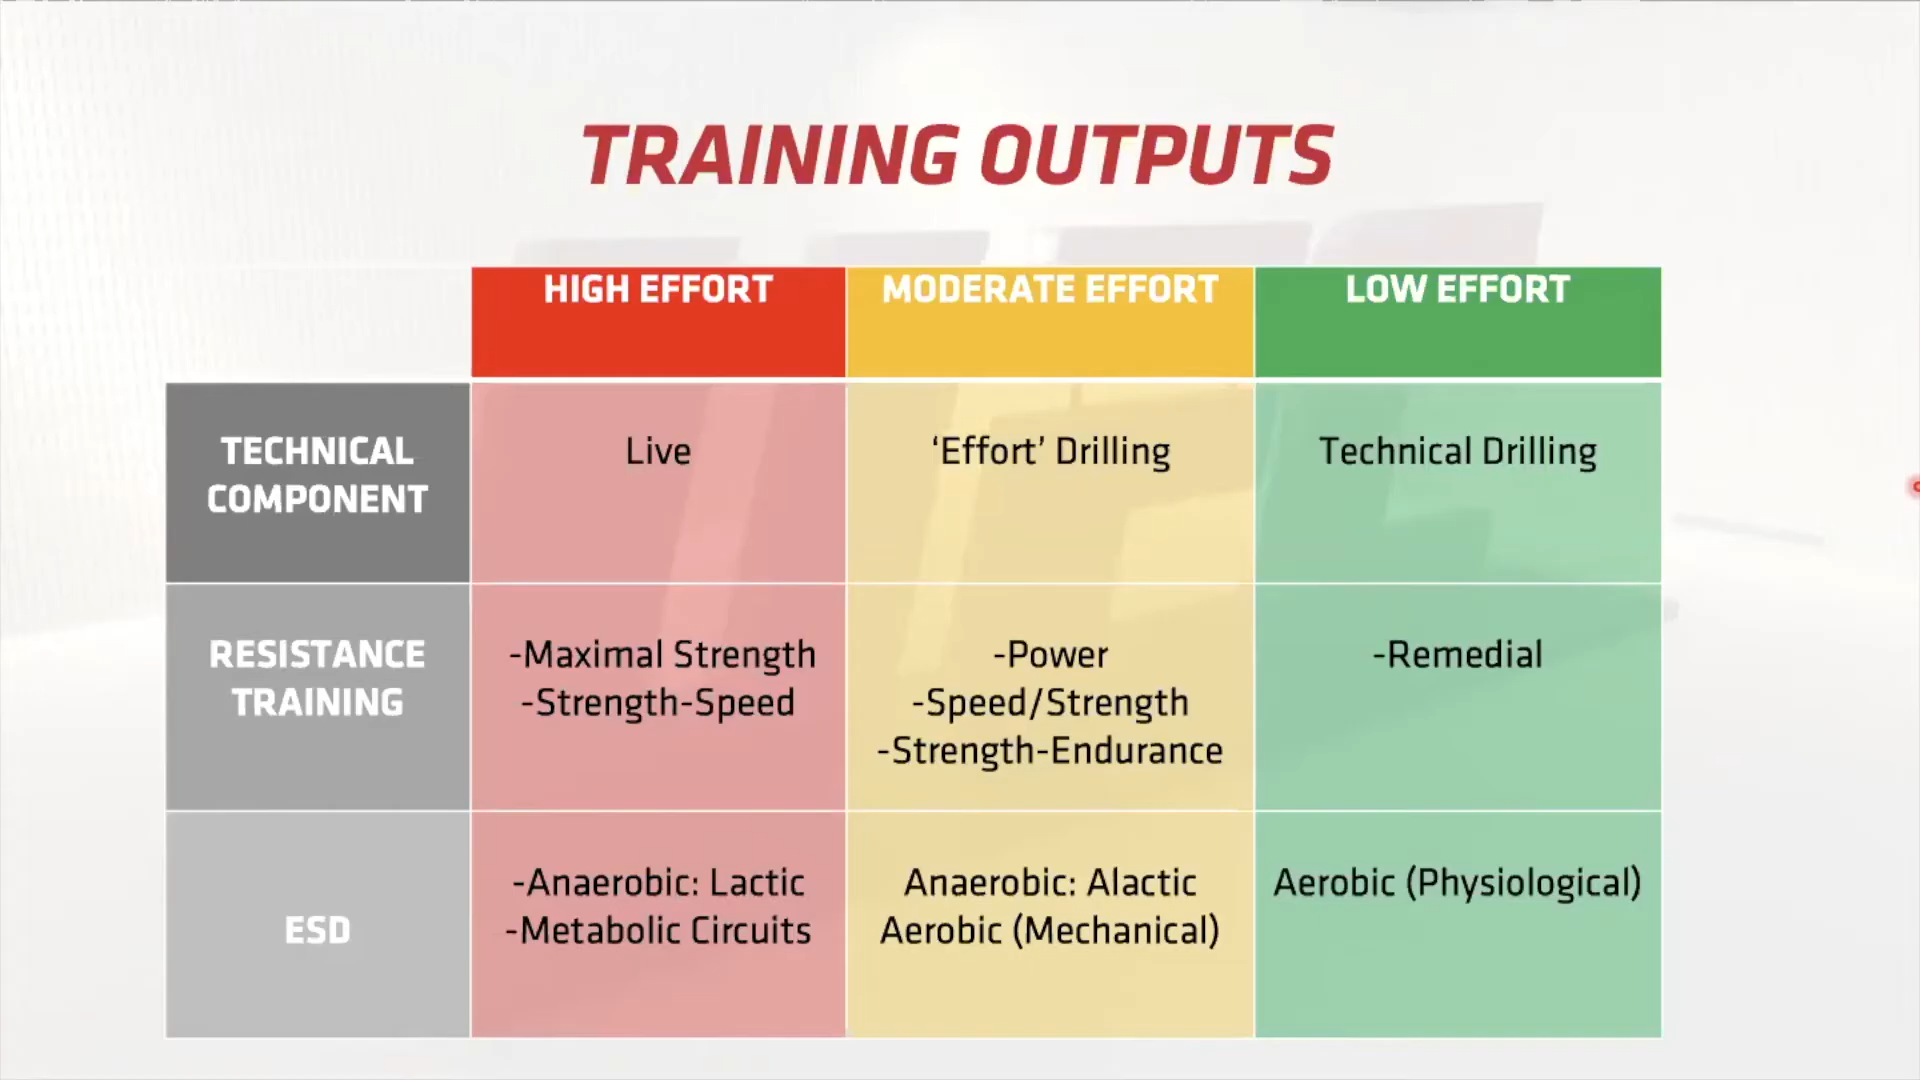 TRAINING OUTPUTS
HIGH EFFORT
MODERATE EFFORT
LOW EFFORT
TECHNICAL
COMPONENT
Live
‘Effort’ Drilling
Technical Drilling
RESISTANCE
TRAINING
-Maximal Strength
-Strength-Speed
-Power
-Speed/Strength
-Strength-Endurance
-Remedial
ESD
-Anaerobic: Lactic
-Metabolic Circuits
Anaerobic: Alactic
Aerobic (Mechanical)
Aerobic (Physiological)